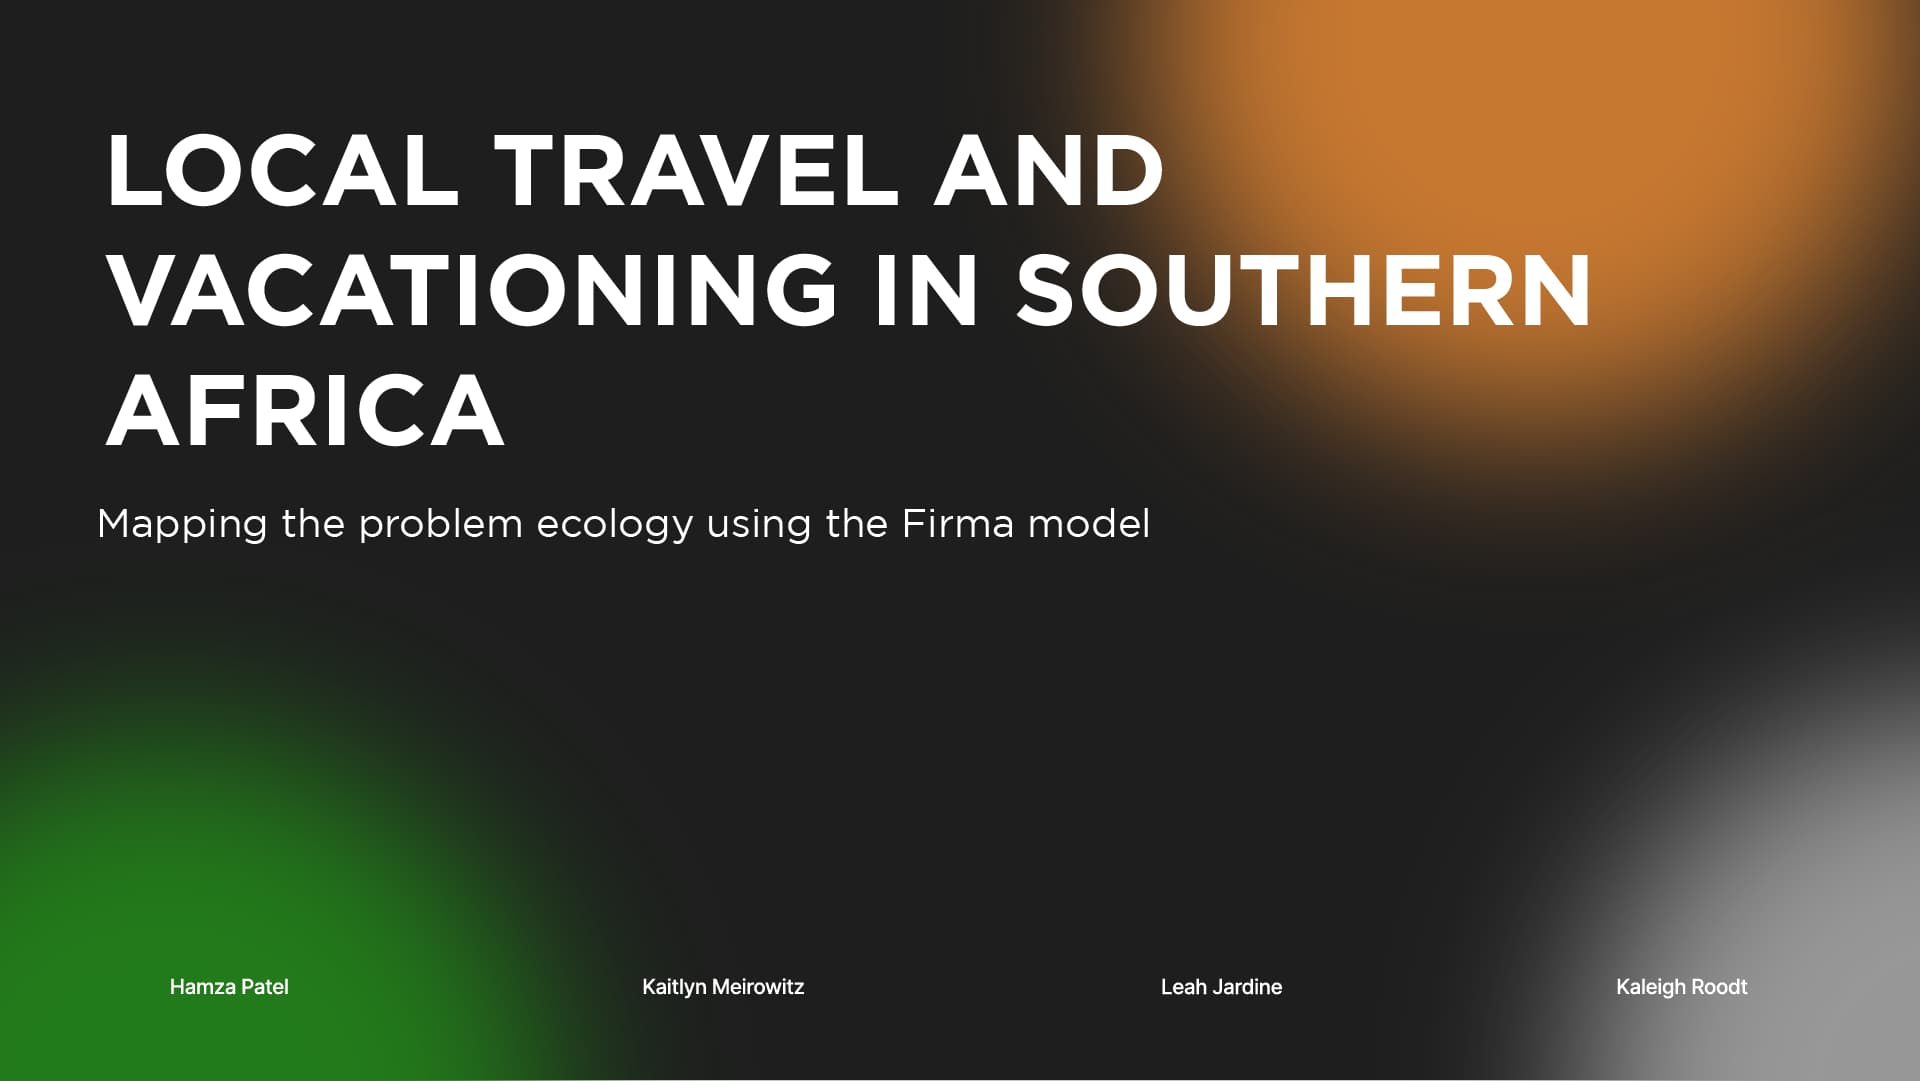 LOCAL TRAVEL AND
VACATIONING IN SOUTHERN
AFRICA
Mapping the problem ecology using the Firma model
Hamza Patel
Kaitlyn Meirowitz
Leah Jardine
Kaleigh Roodt